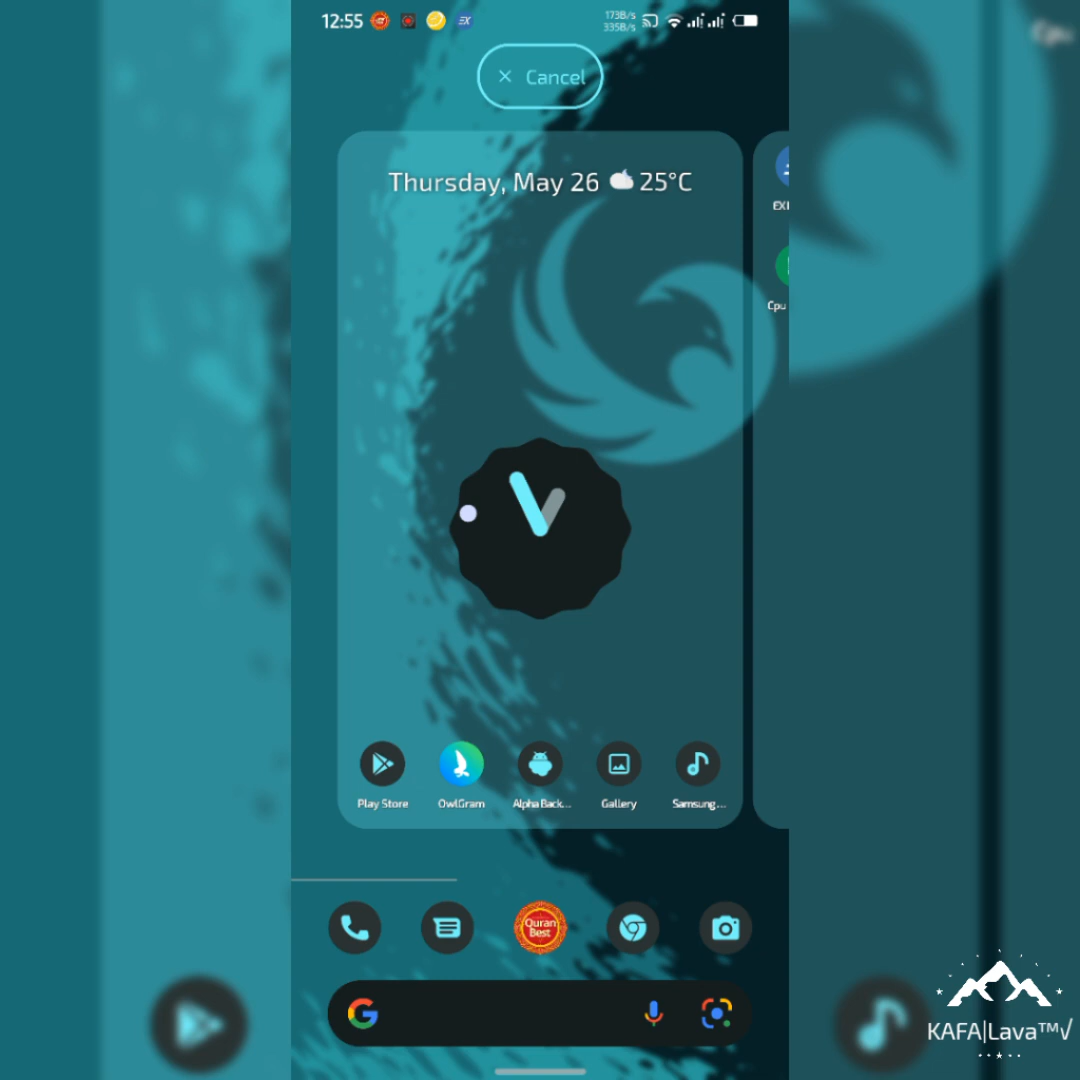 12:55
EX
173B/s
335B/s
× Cancel
Thursday, May 26 25°C
Cpu
Play Store
OwlGram
Alpha Back...
Gallery
Samsung...
Quran
Best
KAFA|Lava™√